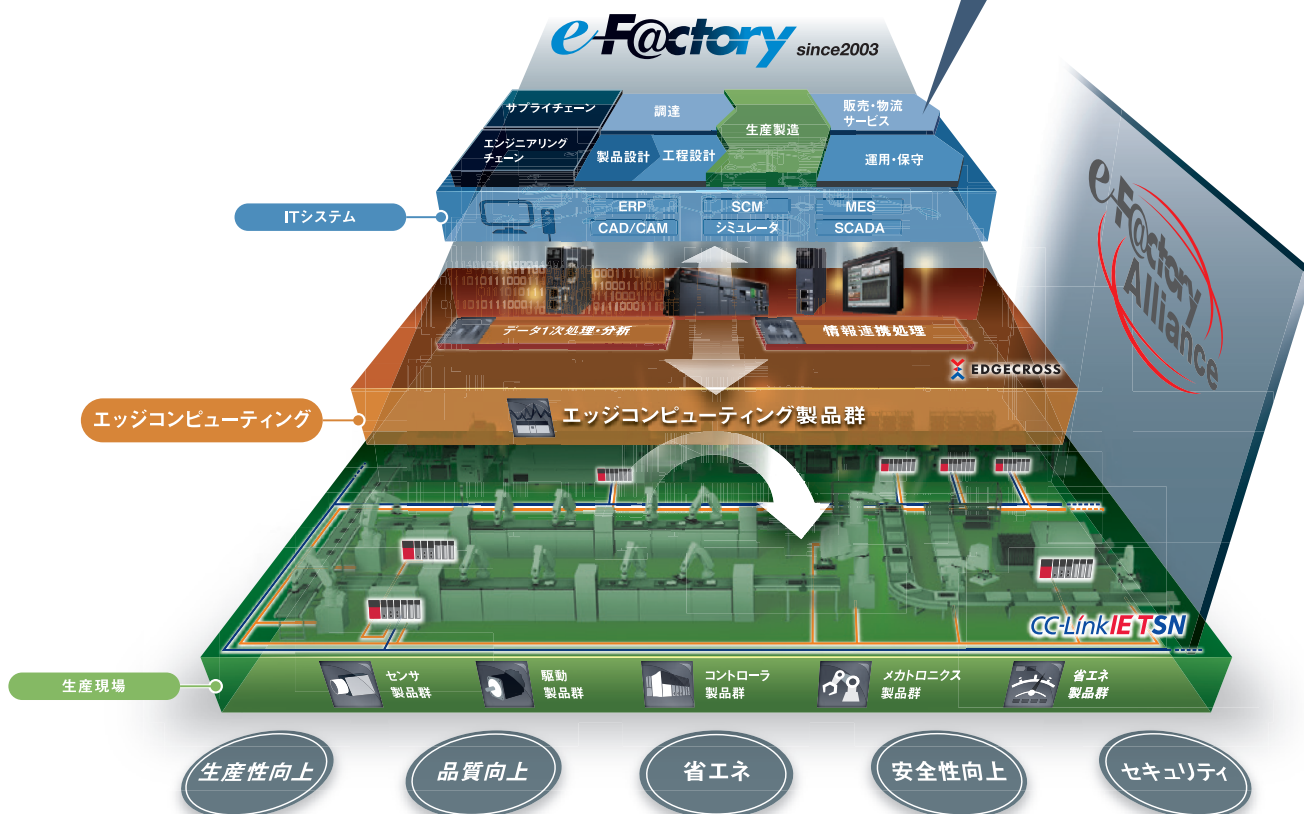 e-F@ctory since2003
サプライチェーン
調達
生産製造
販売・物流
サービス
エンジニアリング
チェーン
製品設計
工程設計
運用・保守
ITシステム
ERP
SCM
MES
CAD/CAM
シミュレータ
SCADA
e-F@ctory
Alliance
データ1次処理・分析
情報連携処理
EDGECROSS
エッジコンピューティング
エッジコンピューティング製品群
CC-Link IE TSN
生産現場
センサ
製品群
駆動
製品群
コントローラ
製品群
メカトロニクス
製品群
省エネ
製品群
生産性向上
品質向上
省エネ
安全性向上
セキュリティ